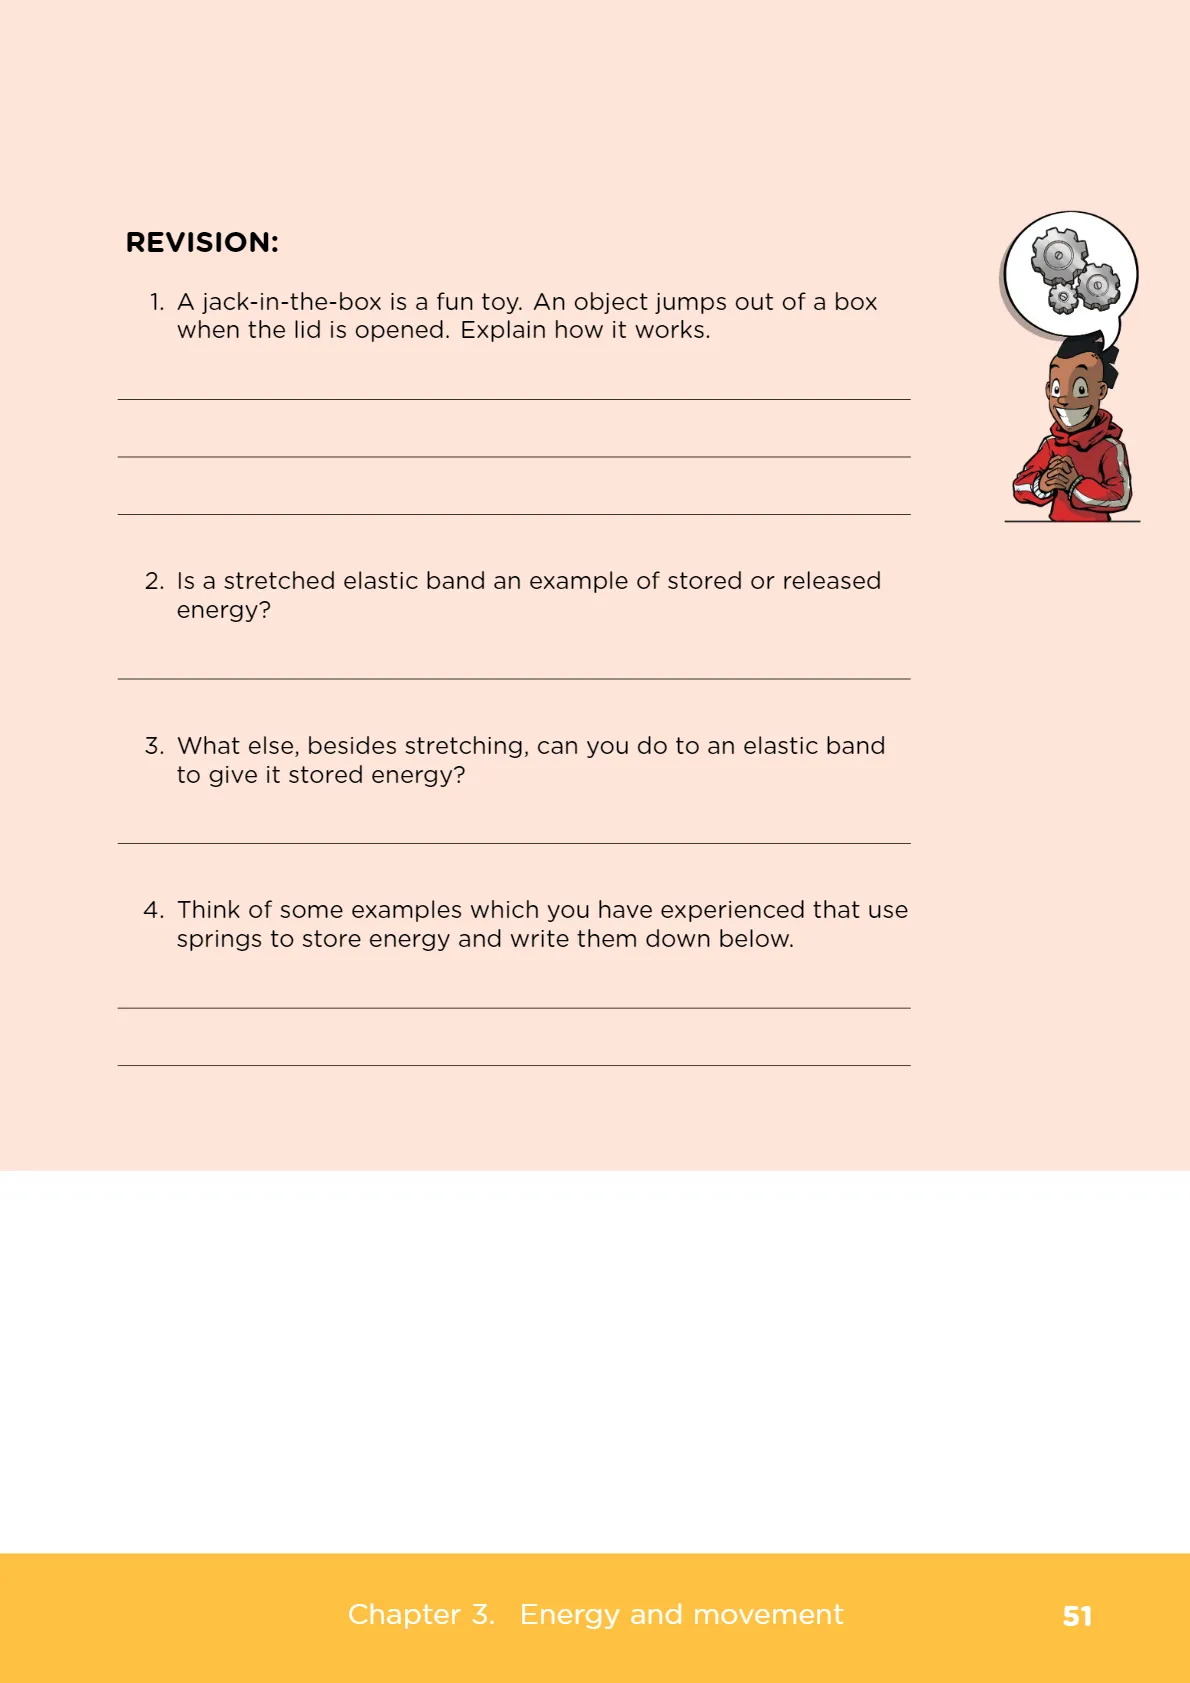 REVISION:
1. A jack-in-the-box is a fun toy. An object jumps out of a box
when the lid is opened. Explain how it works.
2. Is a stretched elastic band an example of stored or released
energy?
3. What else, besides stretching, can you do to an elastic band
to give it stored energy?
4. Think of some examples which you have experienced that use
springs to store energy and write them down below.
Chapter 3. Energy and movement
51